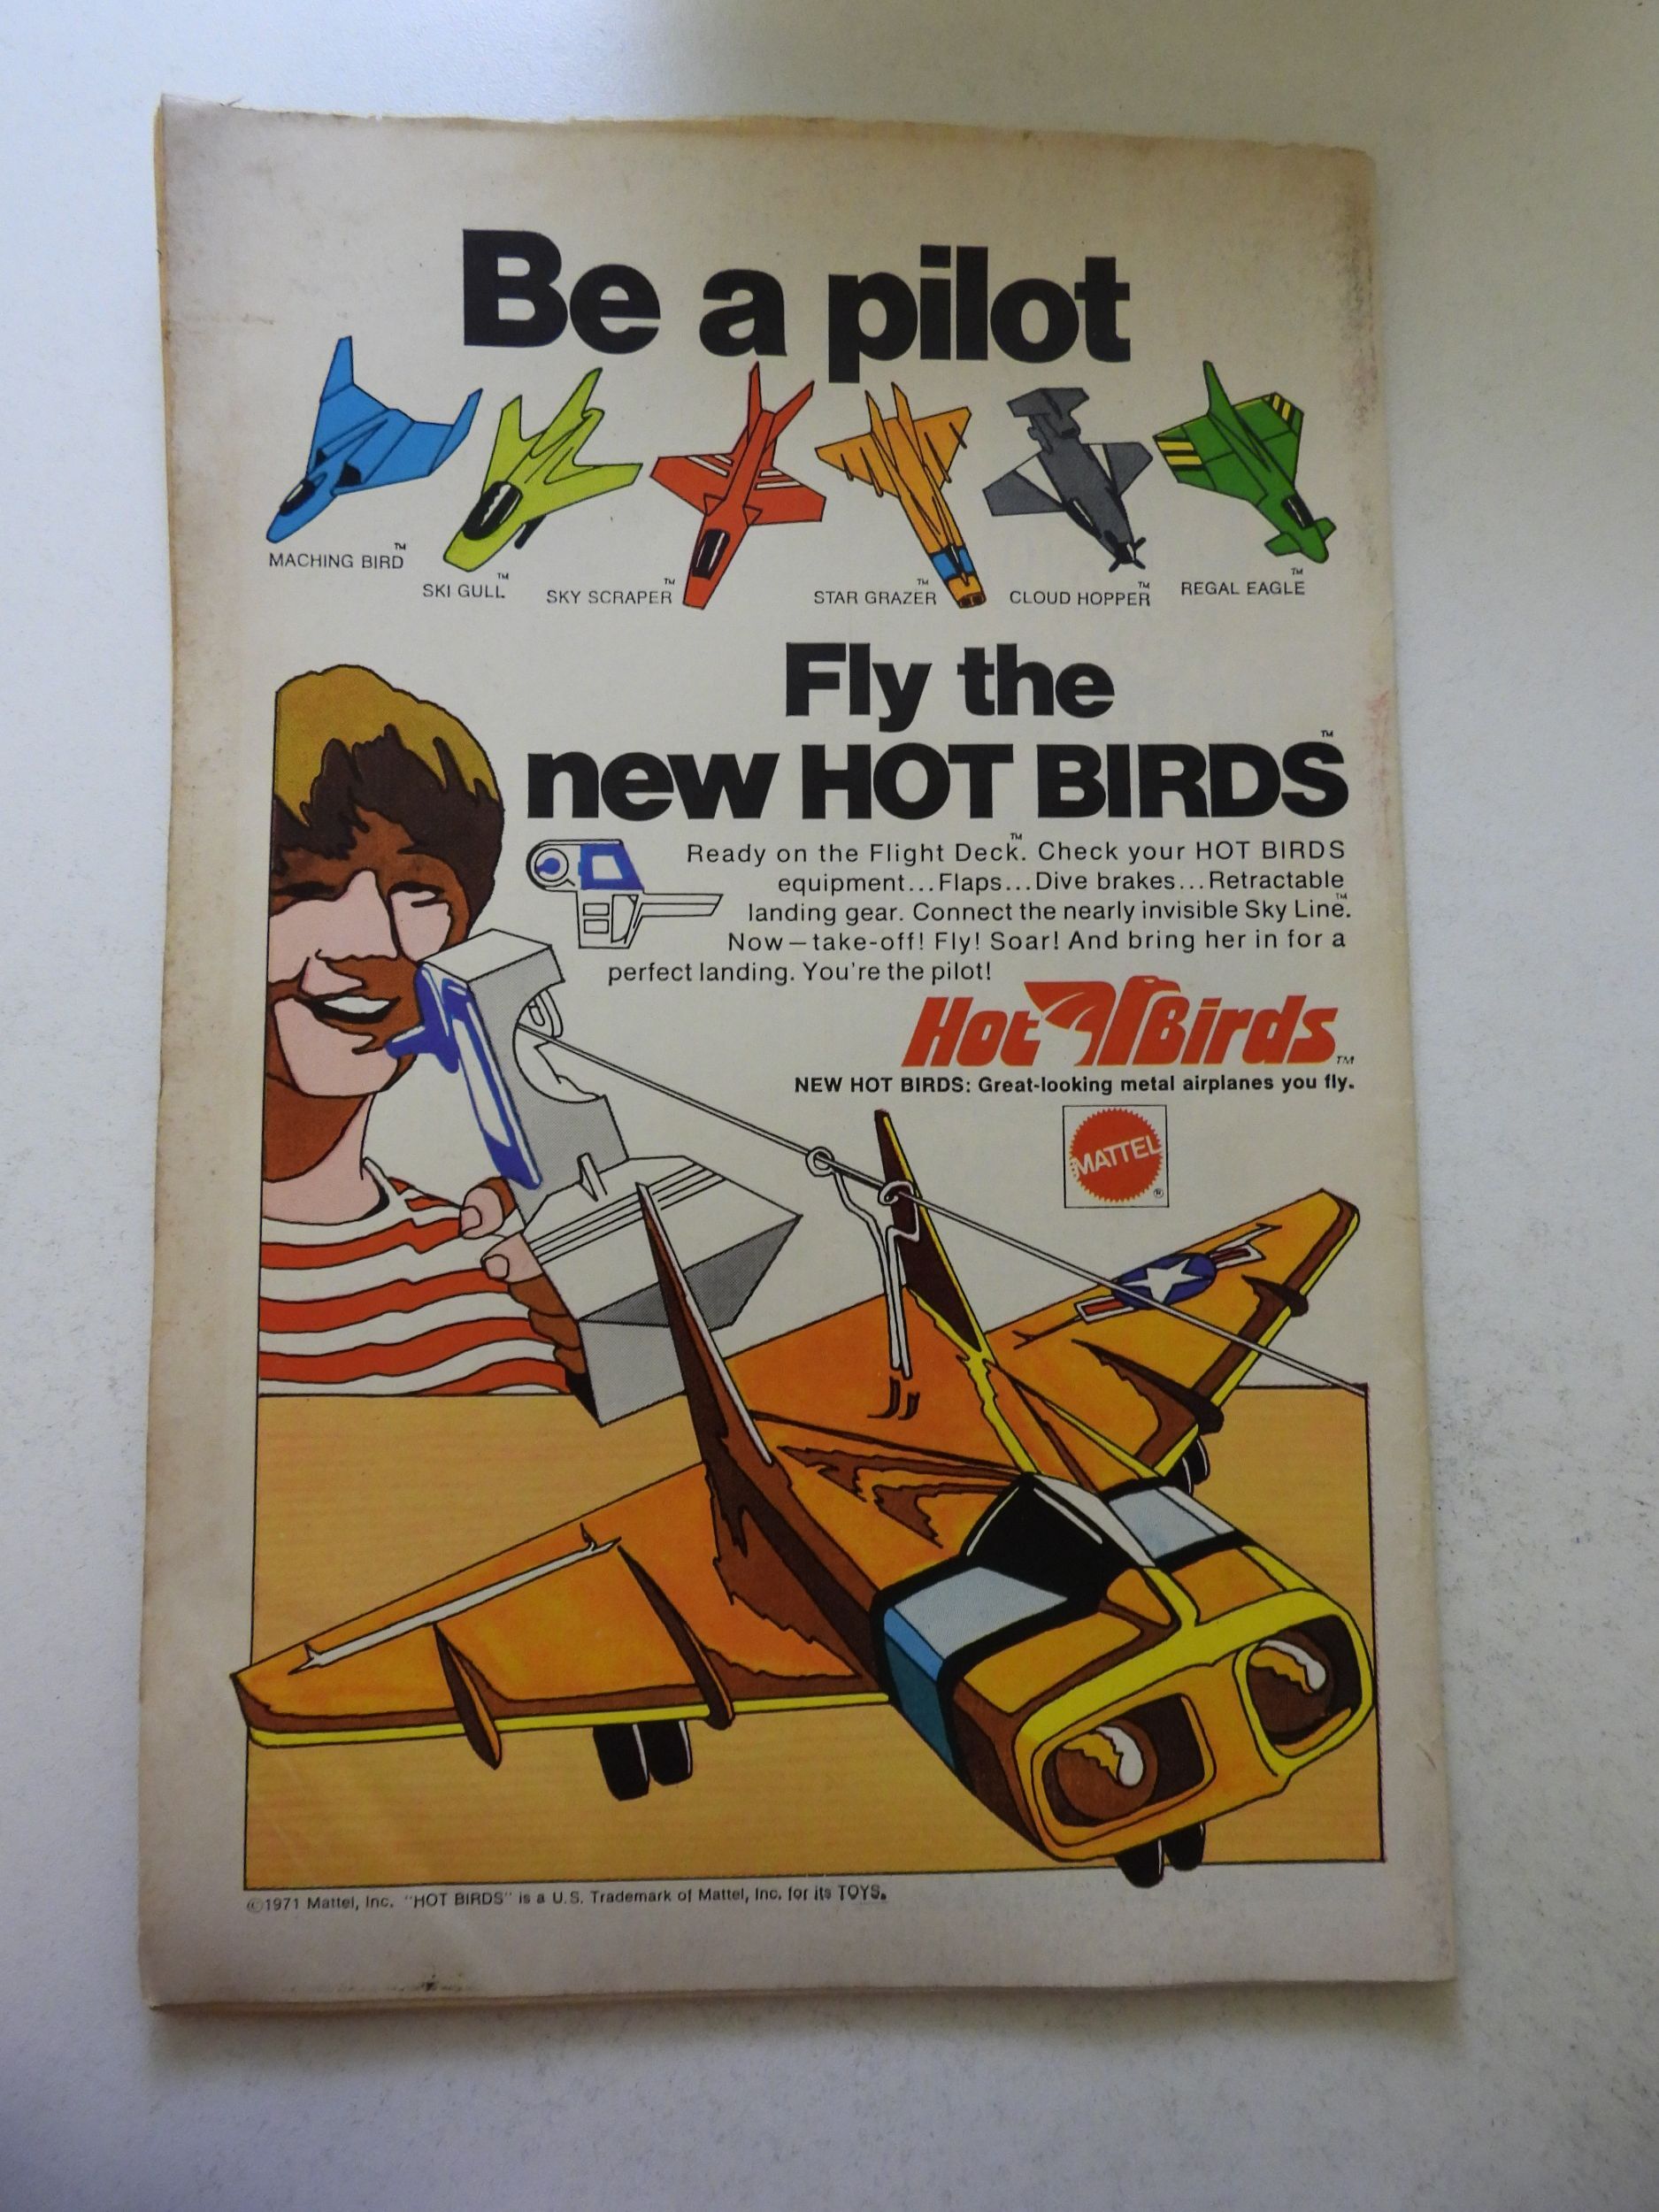 Be a pilot
MACHING BIRD™
SKI GULL™
SKY SCRAPER™
STAR GRAZER™
CLOUD HOPPER™
REGAL EAGLE™
Fly the
new HOT BIRDS™
Ready on the Flight Deck™. Check your HOT BIRDS
equipment...Flaps...Dive brakes...Retractable
landing gear. Connect the nearly invisible Sky Line™.
Now—take-off! Fly! Soar! And bring her in for a
perfect landing. You're the pilot!
Hot Birds™
NEW HOT BIRDS: Great-looking metal airplanes you fly.
MATTEL®
©1971 Mattel, Inc. "HOT BIRDS" is a U.S. Trademark of Mattel, Inc. for its TOYS.